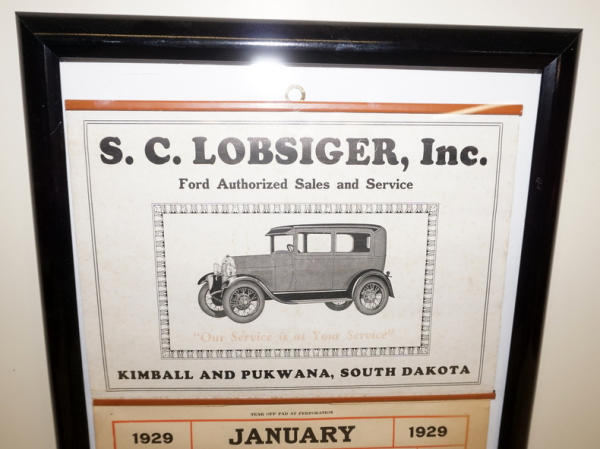 S. C. LOBSIGER, Inc.
Ford Authorized Sales and Service
"Our Service is at Your Service"
KIMBALL AND PUKWANA, SOUTH DAKOTA
TEAR OFF PAD AT PERFORATION
1929 JANUARY 1929